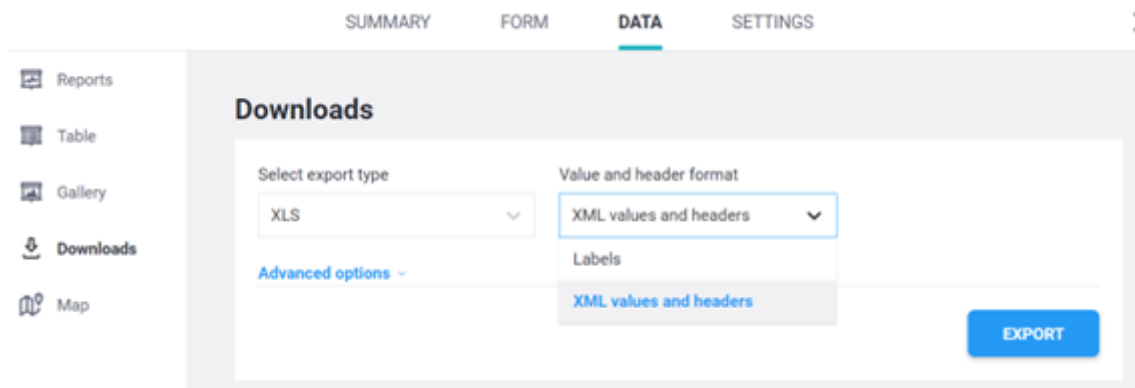 SUMMARY FORM DATA SETTINGS
Reports
Table
Gallery
Downloads
Map
Downloads
Select export type Value and header format
XLS XML values and headers
Labels
Advanced options
XML values and headers
EXPORT